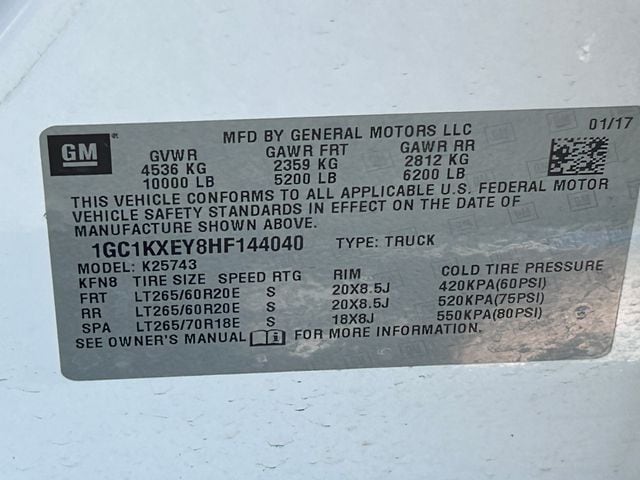 GM
MFD BY GENERAL MOTORS LLC 01/17
GVWR GAWR FRT GAWR RR
4536 KG 2359 KG 2812 KG
10000 LB 5200 LB 6200 LB
THIS VEHICLE CONFORMS TO ALL APPLICABLE U.S. FEDERAL MOTOR
VEHICLE SAFETY STANDARDS IN EFFECT ON THE DATE OF
MANUFACTURE SHOWN ABOVE.
1GC1KXEY8HF144040 TYPE: TRUCK
MODEL: K25743
KFN8 TIRE SIZE SPEED RTG RIM COLD TIRE PRESSURE
FRT LT265/60R20E S 20X8.5J 420KPA(60PSI)
RR LT265/60R20E S 20X8.5J 520KPA(75PSI)
SPA LT265/70R18E S 18X8J 550KPA(80PSI)
SEE OWNER'S MANUAL FOR MORE INFORMATION.